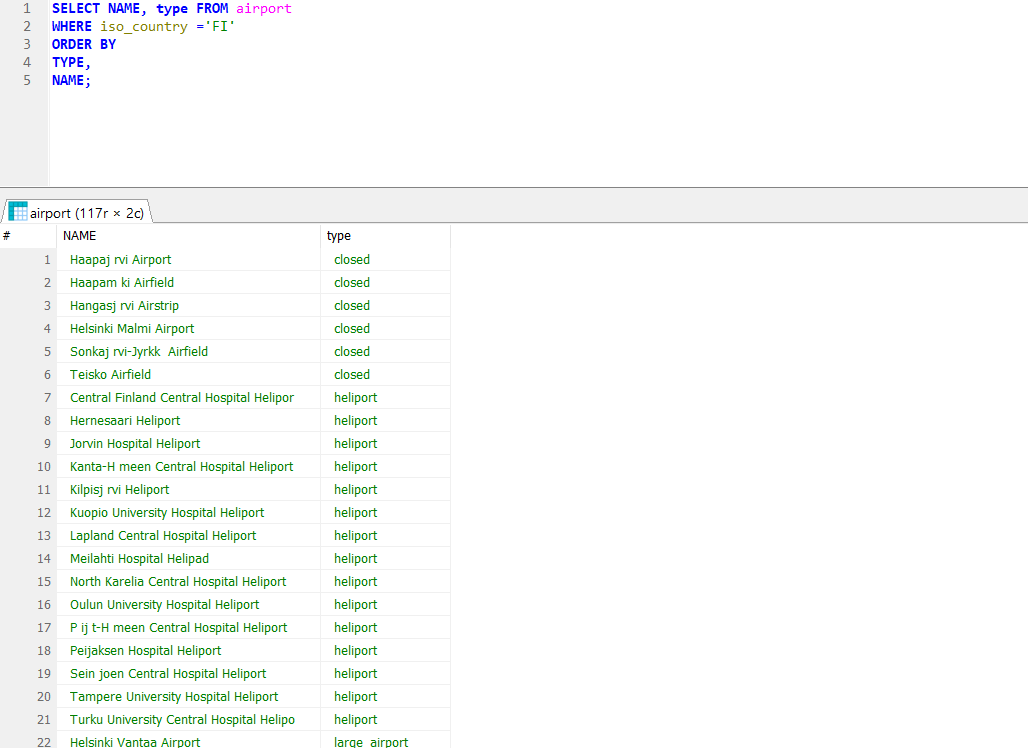 1 SELECT NAME, type FROM airport
2 WHERE iso_country ='FI'
3 ORDER BY
4 TYPE,
5 NAME;
airport (117r × 2c)
# NAME type
1 Haapaj rvi Airport closed
2 Haapam ki Airfield closed
3 Hangasj rvi Airstrip closed
4 Helsinki Malmi Airport closed
5 Sonkaj rvi-Jyrkk  Airfield closed
6 Teisko Airfield closed
7 Central Finland Central Hospital Helipor heliport
8 Hernesaari Heliport heliport
9 Jorvin Hospital Heliport heliport
10 Kanta-H meen Central Hospital Heliport heliport
11 Kilpisj rvi Heliport heliport
12 Kuopio University Hospital Heliport heliport
13 Lapland Central Hospital Heliport heliport
14 Meilahti Hospital Helipad heliport
15 North Karelia Central Hospital Heliport heliport
16 Oulun University Hospital Heliport heliport
17 P ij t-H meen Central Hospital Heliport heliport
18 Peijaksen Hospital Heliport heliport
19 Sein joen Central Hospital Heliport heliport
20 Tampere University Hospital Heliport heliport
21 Turku University Central Hospital Helipo heliport
22 Helsinki Vantaa Airport large_airport